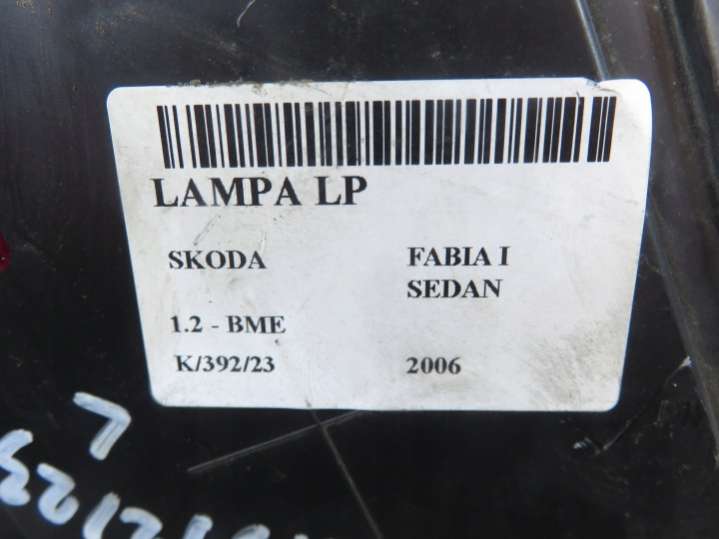 LAMPA LP
SKODA FABIA I
SEDAN
1.2 - BME
K/392/23 2006
L